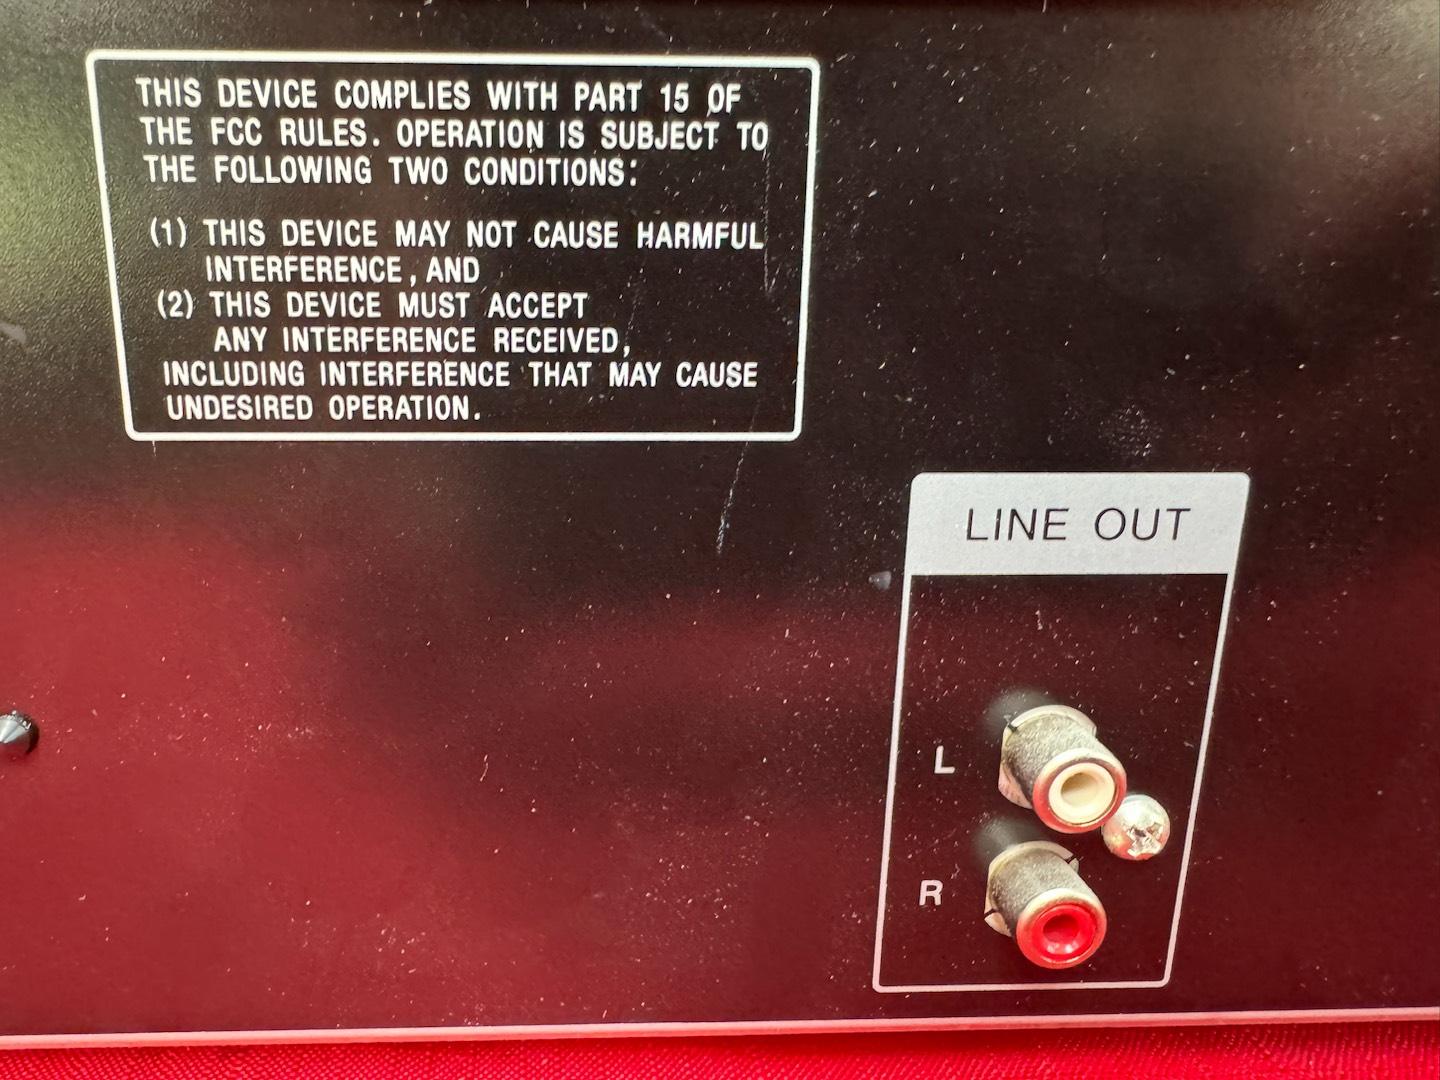 THIS DEVICE COMPLIES WITH PART 15 OF
THE FCC RULES. OPERATION IS SUBJECT TO
THE FOLLOWING TWO CONDITIONS:
(1) THIS DEVICE MAY NOT CAUSE HARMFUL
INTERFERENCE, AND
(2) THIS DEVICE MUST ACCEPT
ANY INTERFERENCE RECEIVED,
INCLUDING INTERFERENCE THAT MAY CAUSE
UNDESIRED OPERATION.
LINE OUT
L
R